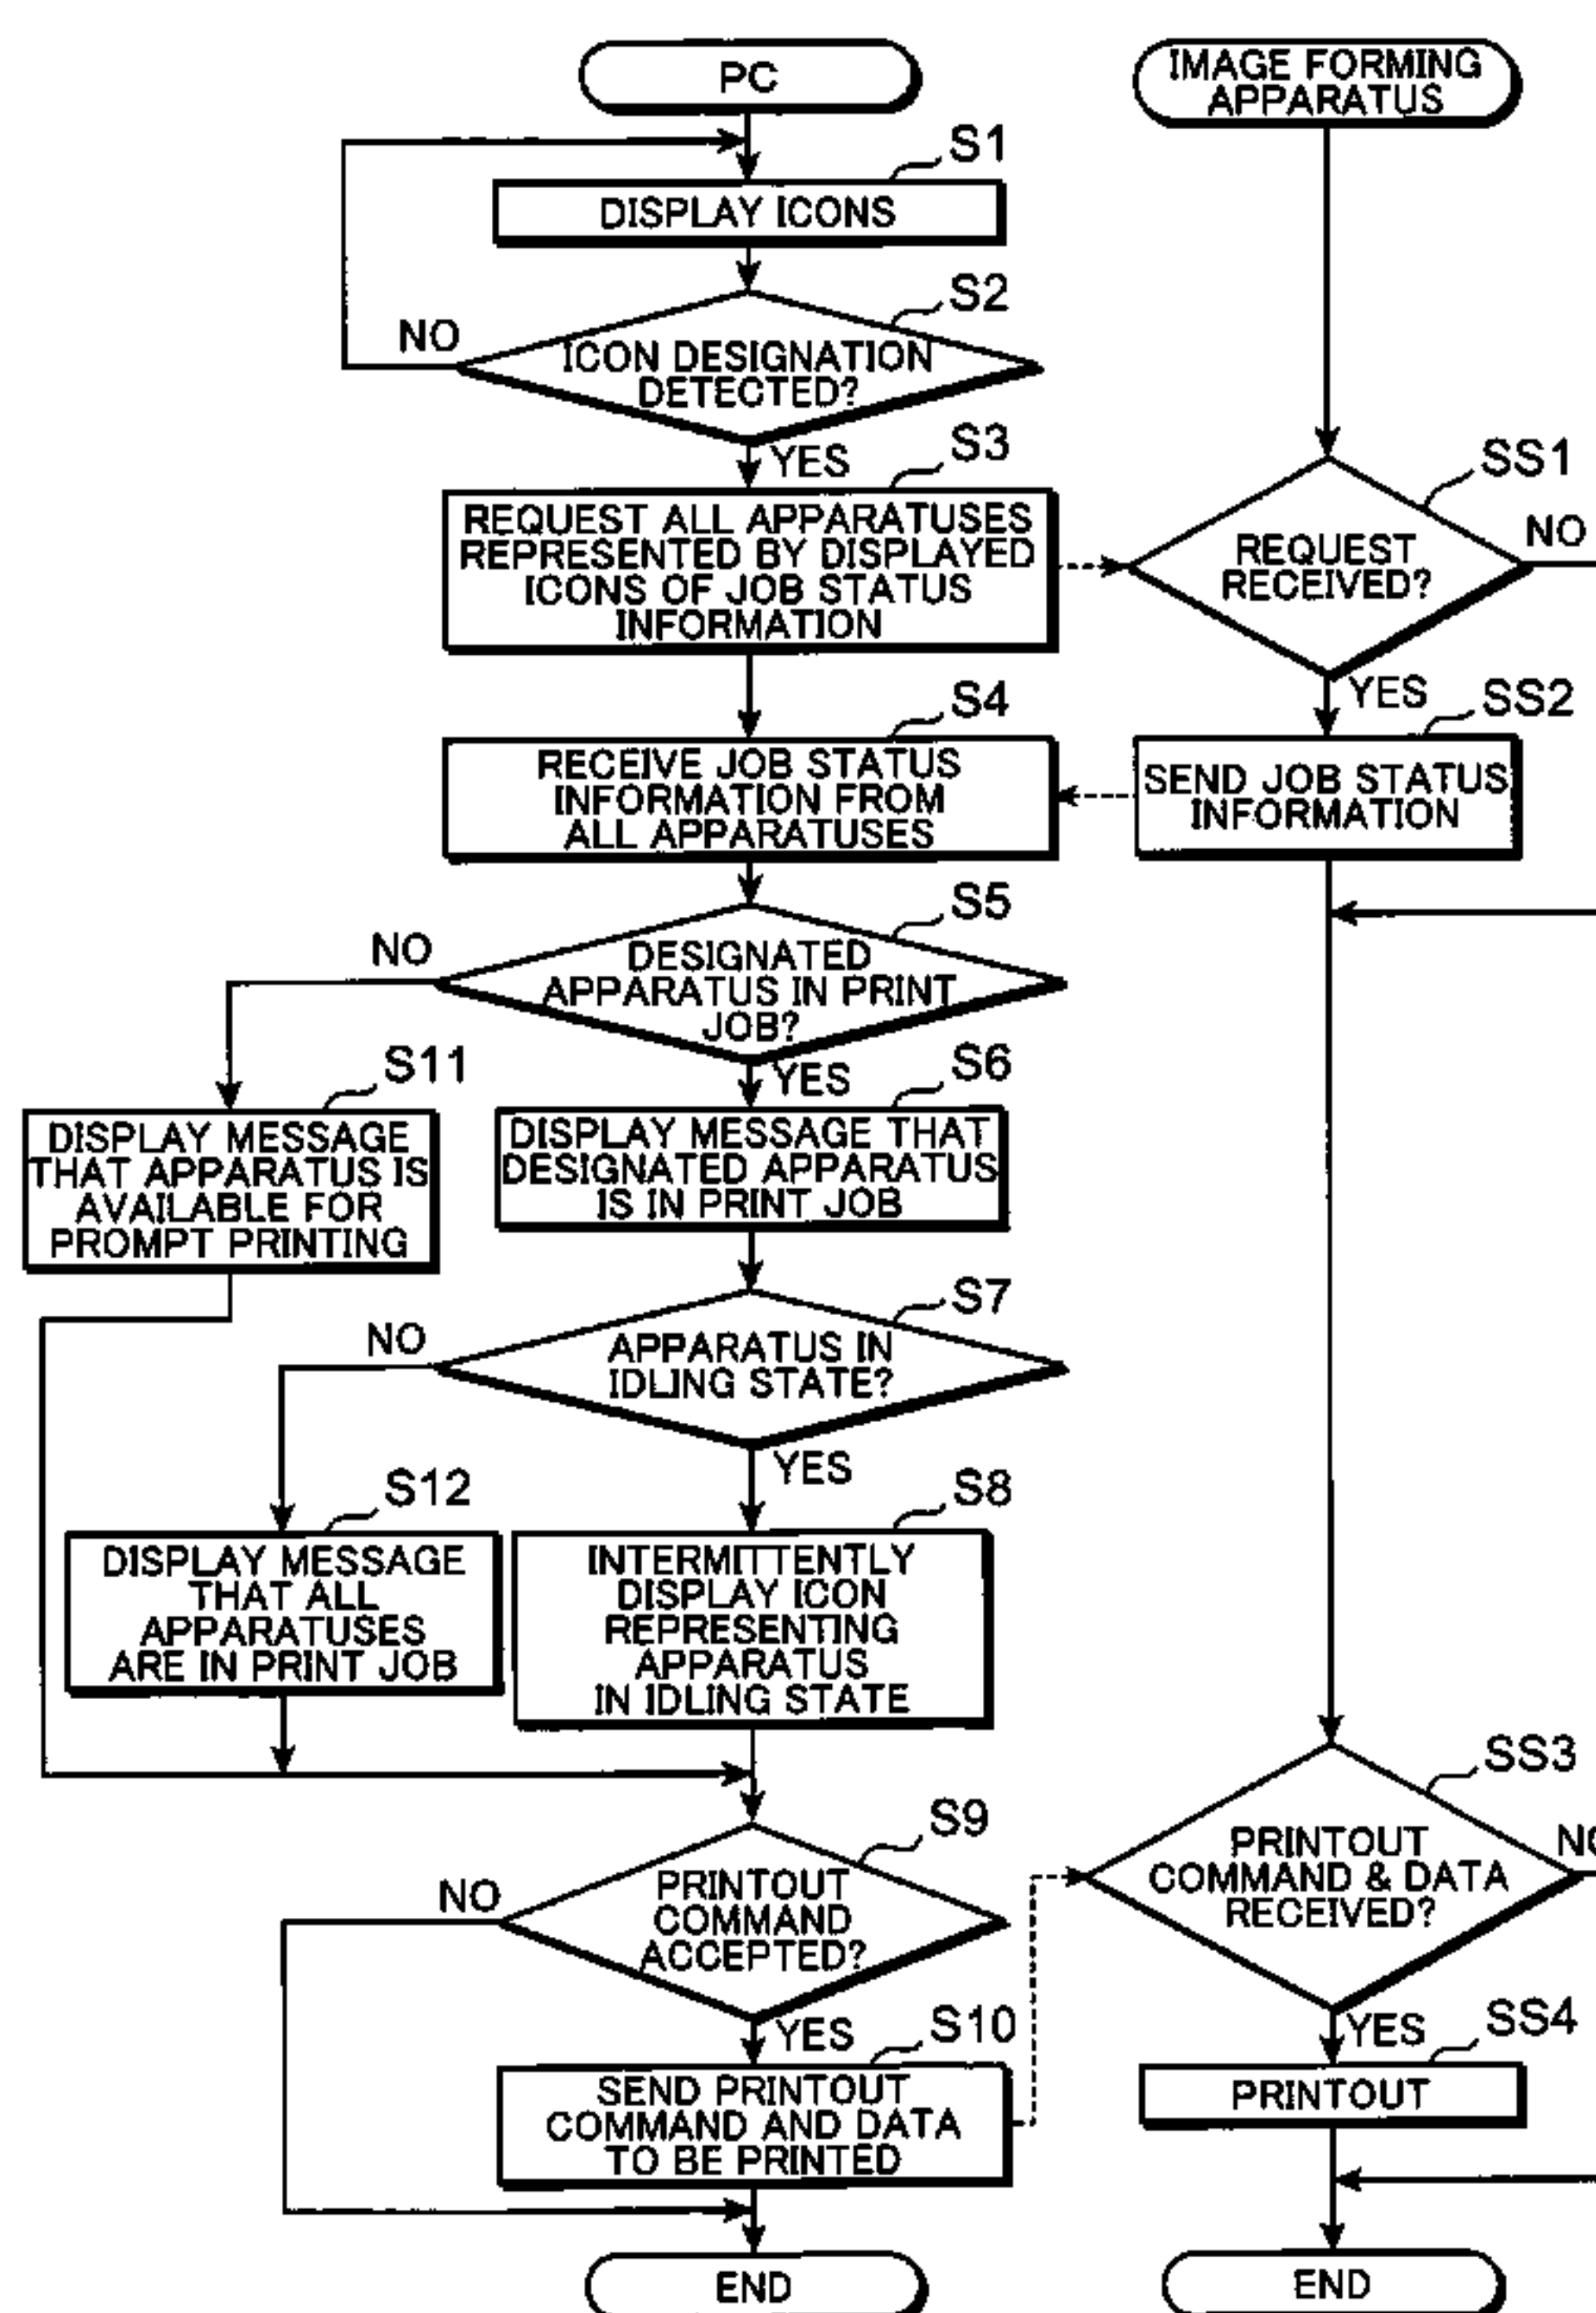 PC
S1
DISPLAY ICONS
S2
NO
ICON DESIGNATION
DETECTED?
YES
S3
REQUEST ALL APPARATUSES
REPRESENTED BY DISPLAYED
ICONS OF JOB STATUS
INFORMATION
S4
RECEIVE JOB STATUS
INFORMATION FROM
ALL APPARATUSES
S5
NO
DESIGNATED
APPARATUS IN PRINT
JOB?
YES
S11
DISPLAY MESSAGE
THAT APPARATUS IS
AVAILABLE FOR
PROMPT PRINTING
S6
DISPLAY MESSAGE THAT
DESIGNATED APPARATUS
IS IN PRINT JOB
S7
NO
APPARATUS IN
IDLING STATE?
YES
S12
DISPLAY MESSAGE
THAT ALL
APPARATUSES
ARE IN PRINT JOB
S8
INTERMITTENTLY
DISPLAY ICON
REPRESENTING
APPARATUS
IN IDLING STATE
S9
NO
PRINTOUT
COMMAND
ACCEPTED?
YES
S10
SEND PRINTOUT
COMMAND AND DATA
TO BE PRINTED
END
IMAGE FORMING
APPARATUS
SS1
NO
REQUEST
RECEIVED?
YES
SS2
SEND JOB STATUS
INFORMATION
SS3
NO
PRINTOUT
COMMAND & DATA
RECEIVED?
YES
SS4
PRINTOUT
END